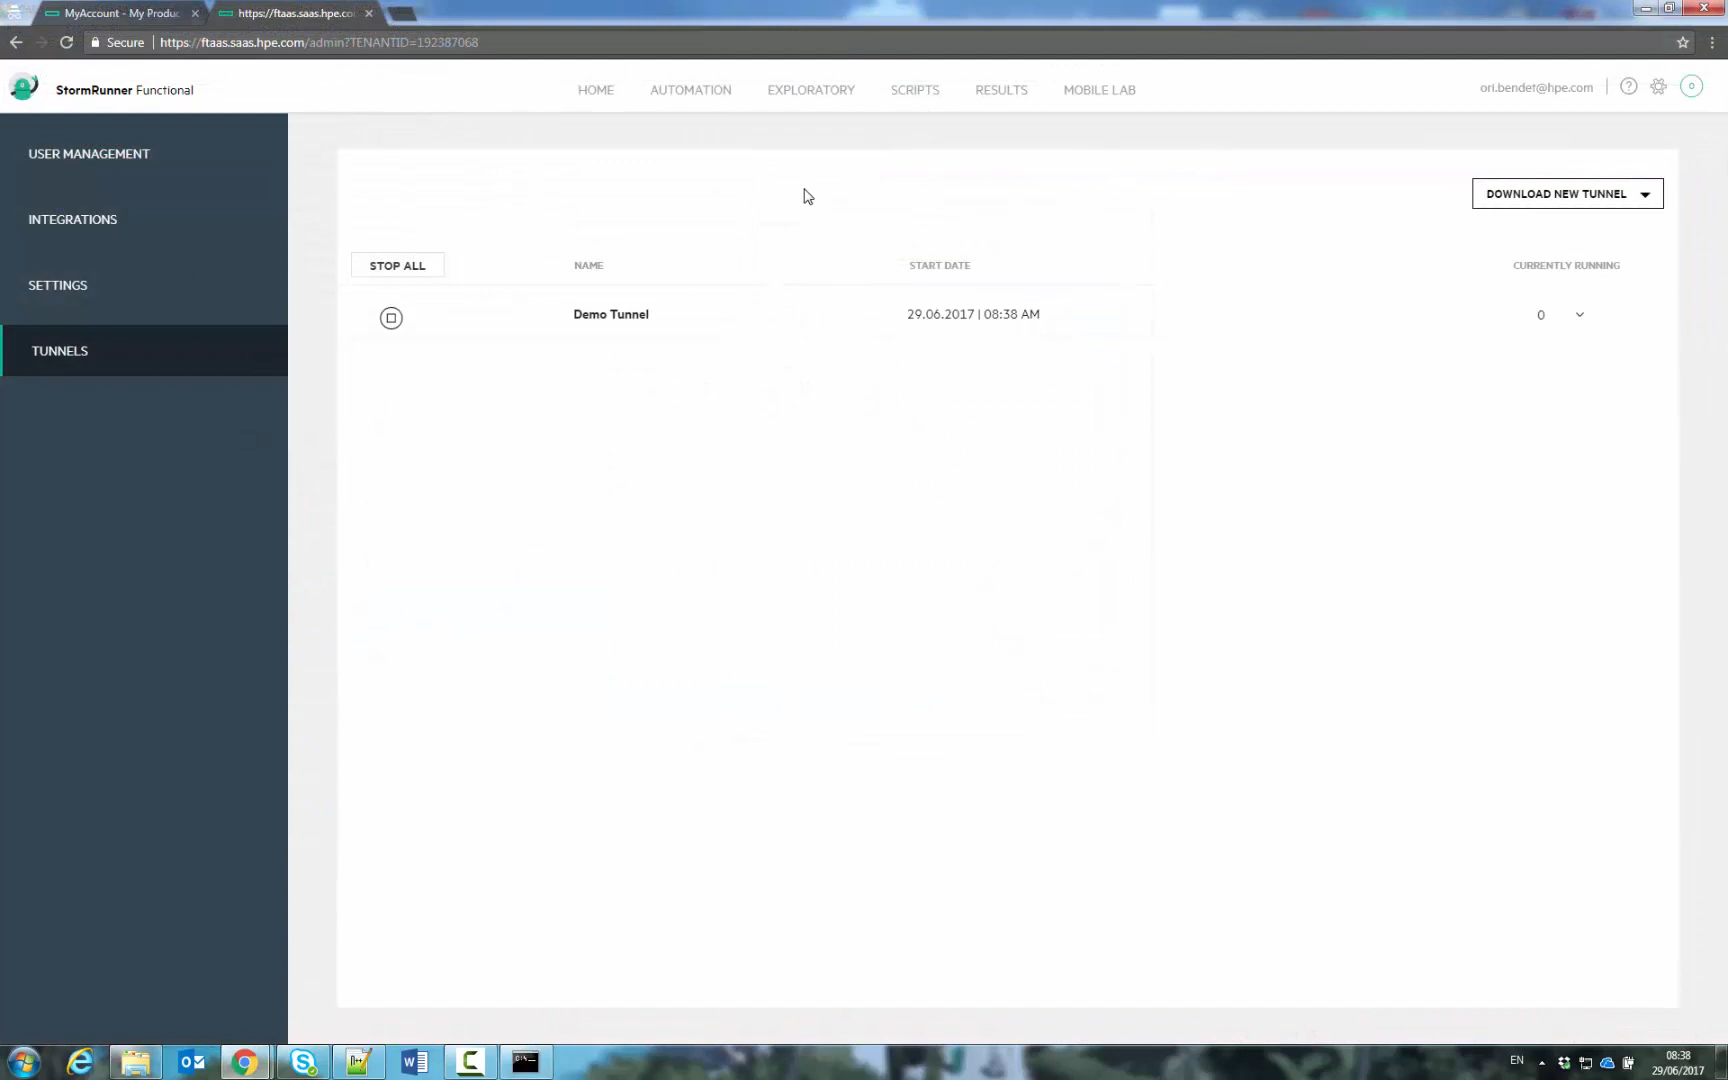 MyAccount - My Produc
https://ftaas.saas.hpe.co
Secure | https://ftaas.saas.hpe.com/admin?TENANTID=192387068
StormRunner Functional
HOME
AUTOMATION
EXPLORATORY
SCRIPTS
RESULTS
MOBILE LAB
ori.bendet@hpe.com
USER MANAGEMENT
INTEGRATIONS
SETTINGS
TUNNELS
DOWNLOAD NEW TUNNEL
STOP ALL
NAME
START DATE
CURRENTLY RUNNING
Demo Tunnel
29.06.2017 | 08:38 AM
0
EN
08:38
29/06/2017